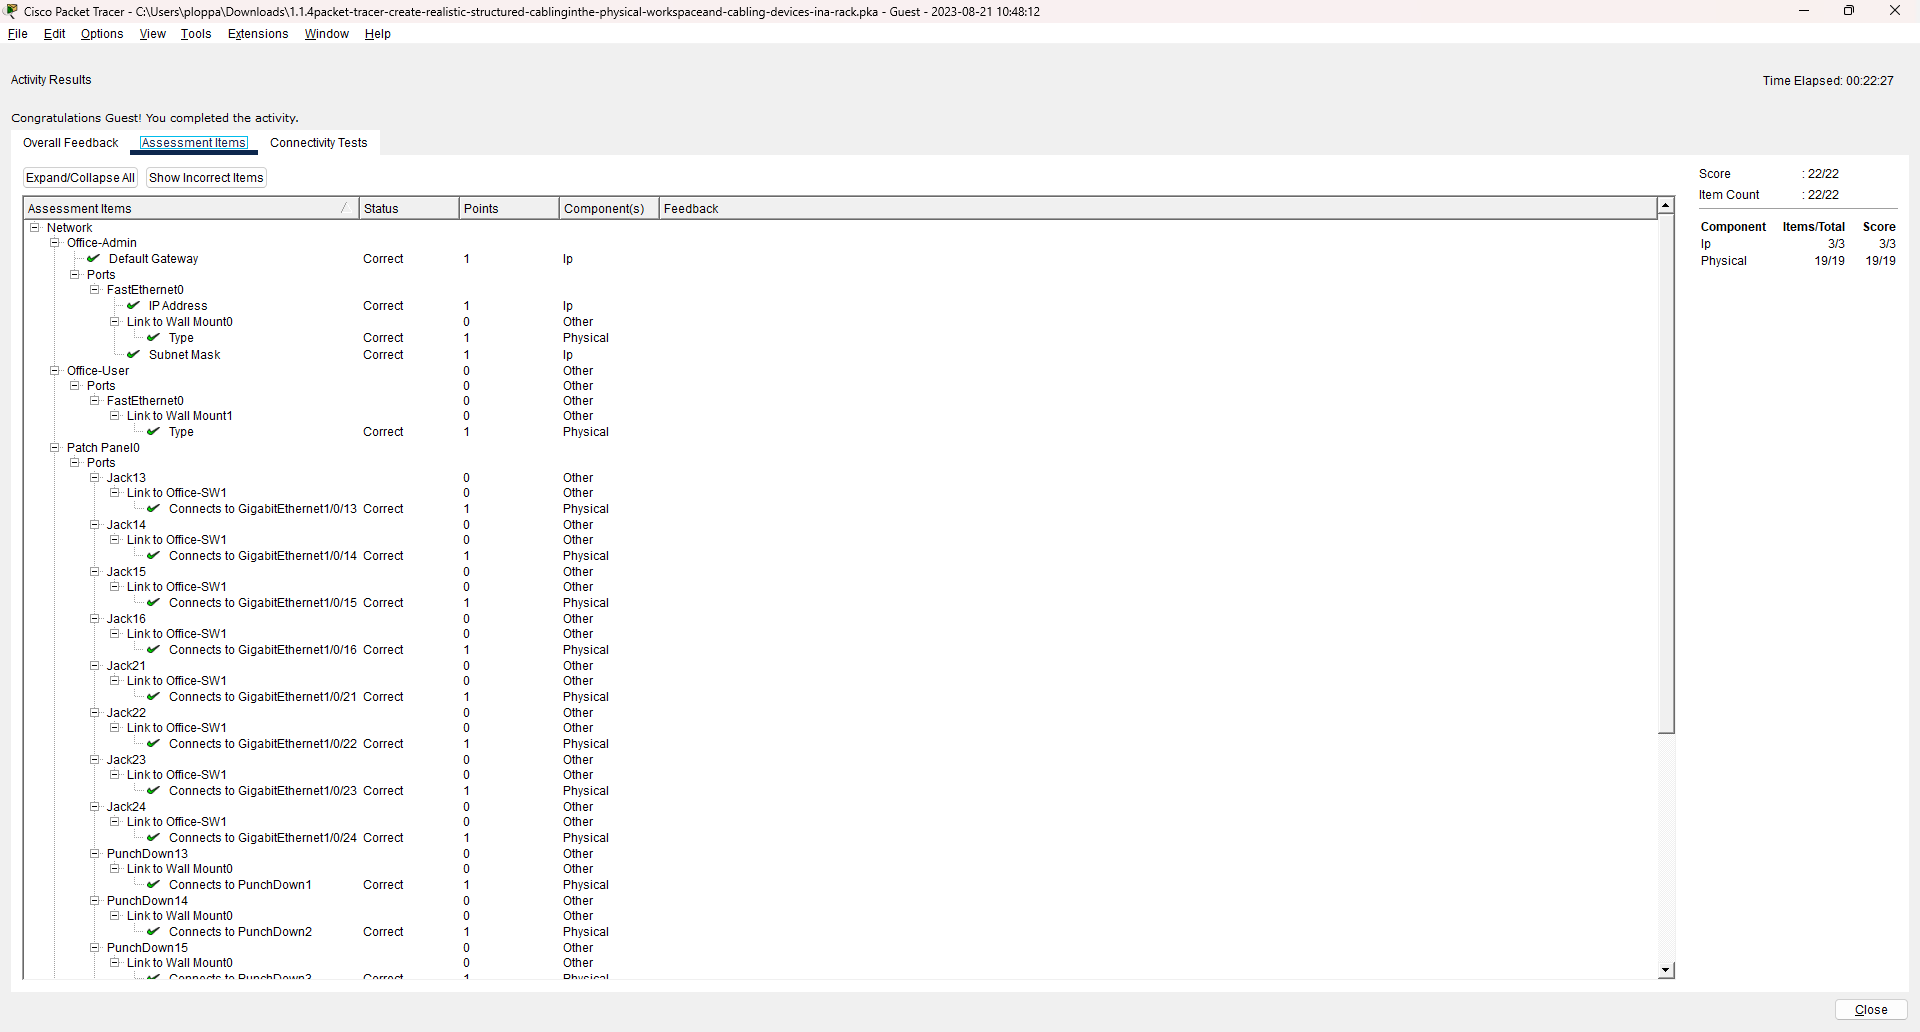 Cisco Packet Tracer - C:\Users\ploppa\Downloads\1.1.4packet-tracer-create-realistic-structured-cablinginthe-physical-workspaceand-cabling-devices-ina-rack.pka - Guest - 2023-08-21 10:48:12
File Edit Options View Tools Extensions Window Help
Activity Results
Time Elapsed: 00:22:27
Congratulations Guest! You completed the activity.
Overall Feedback Assessment Items Connectivity Tests
Expand/Collapse All Show Incorrect Items
Assessment Items Status Points Component(s) Feedback
Network
Office-Admin
Default Gateway Correct 1 Ip
Ports
FastEthernet0
IP Address Correct 1 Ip
Link to Wall Mount0 0 Other
Type Correct 1 Physical
Subnet Mask Correct 1 Ip
Office-User 0 Other
Ports 0 Other
FastEthernet0 0 Other
Link to Wall Mount1 0 Other
Type Correct 1 Physical
Patch Panel0
Ports
Jack13 0 Other
Link to Office-SW1 0 Other
Connects to GigabitEthernet1/0/13 Correct 1 Physical
Jack14 0 Other
Link to Office-SW1 0 Other
Connects to GigabitEthernet1/0/14 Correct 1 Physical
Jack15 0 Other
Link to Office-SW1 0 Other
Connects to GigabitEthernet1/0/15 Correct 1 Physical
Jack16 0 Other
Link to Office-SW1 0 Other
Connects to GigabitEthernet1/0/16 Correct 1 Physical
Jack21 0 Other
Link to Office-SW1 0 Other
Connects to GigabitEthernet1/0/21 Correct 1 Physical
Jack22 0 Other
Link to Office-SW1 0 Other
Connects to GigabitEthernet1/0/22 Correct 1 Physical
Jack23 0 Other
Link to Office-SW1 0 Other
Connects to GigabitEthernet1/0/23 Correct 1 Physical
Jack24 0 Other
Link to Office-SW1 0 Other
Connects to GigabitEthernet1/0/24 Correct 1 Physical
PunchDown13 0 Other
Link to Wall Mount0 0 Other
Connects to PunchDown1 Correct 1 Physical
PunchDown14 0 Other
Link to Wall Mount0 0 Other
Connects to PunchDown2 Correct 1 Physical
PunchDown15 0 Other
Link to Wall Mount0 0 Other
Connects to PunchDown3 Correct 1 Physical
Score : 22/22
Item Count : 22/22
Component Items/Total Score
Ip 3/3 3/3
Physical 19/19 19/19
Close